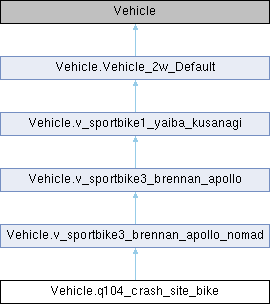 Vehicle
Vehicle.Vehicle_2w_Default
Vehicle.v_sportbike1_yaiba_kusanagi
Vehicle.v_sportbike3_brennan_apollo
Vehicle.v_sportbike3_brennan_apollo_nomad
Vehicle.q104_crash_site_bike